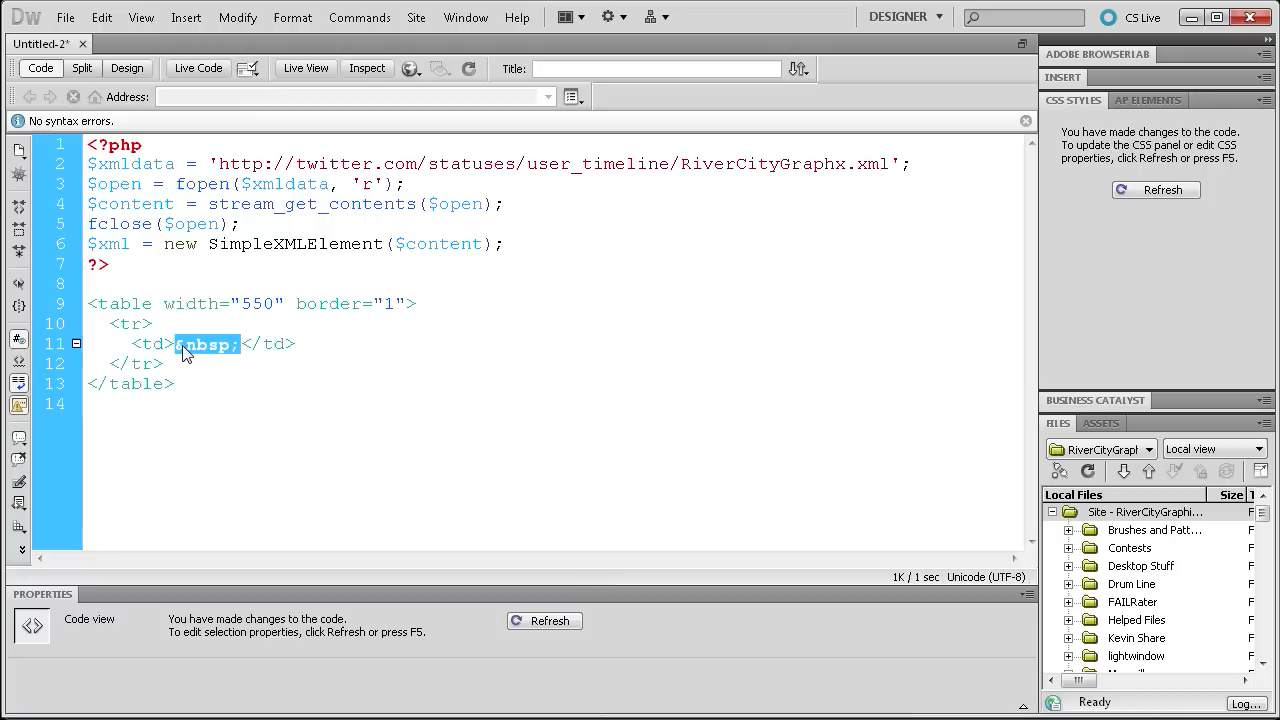 Dw File Edit View Insert Modify Format Commands Site Window Help DESIGNER CS Live
Untitled-2*
Code Split Design Live Code Live View Inspect Title:
Address:
No syntax errors.
1 <?php
2 $xmldata = 'http://twitter.com/statuses/user_timeline/RiverCityGraphx.xml';
3 $open = fopen($xmldata, 'r');
4 $content = stream_get_contents($open);
5 fclose($open);
6 $xml = new SimpleXMLElement($content);
7 ?>
8
9 <table width="550" border="1">
10 <tr>
11 <td>&nbsp;</td>
12 </tr>
13 </table>
14
1K / 1 sec Unicode (UTF-8)
PROPERTIES
Code view
You have made changes to the code.
To edit selection properties, click Refresh or press F5.
Refresh
ADOBE BROWSERLAB
INSERT
CSS STYLES AP ELEMENTS
You have made changes to the code.
To update the CSS panel or edit CSS
properties, click Refresh or press F5.
Refresh
BUSINESS CATALYST
FILES ASSETS
RiverCityGraph Local view
Local Files Size T
Site - RiverCityGraphi... F
Brushes and Patt... F
Contests F
Desktop Stuff F
Drum Line F
FAILRater F
Helped Files F
Kevin Share F
lightwindow F
Ready Log...